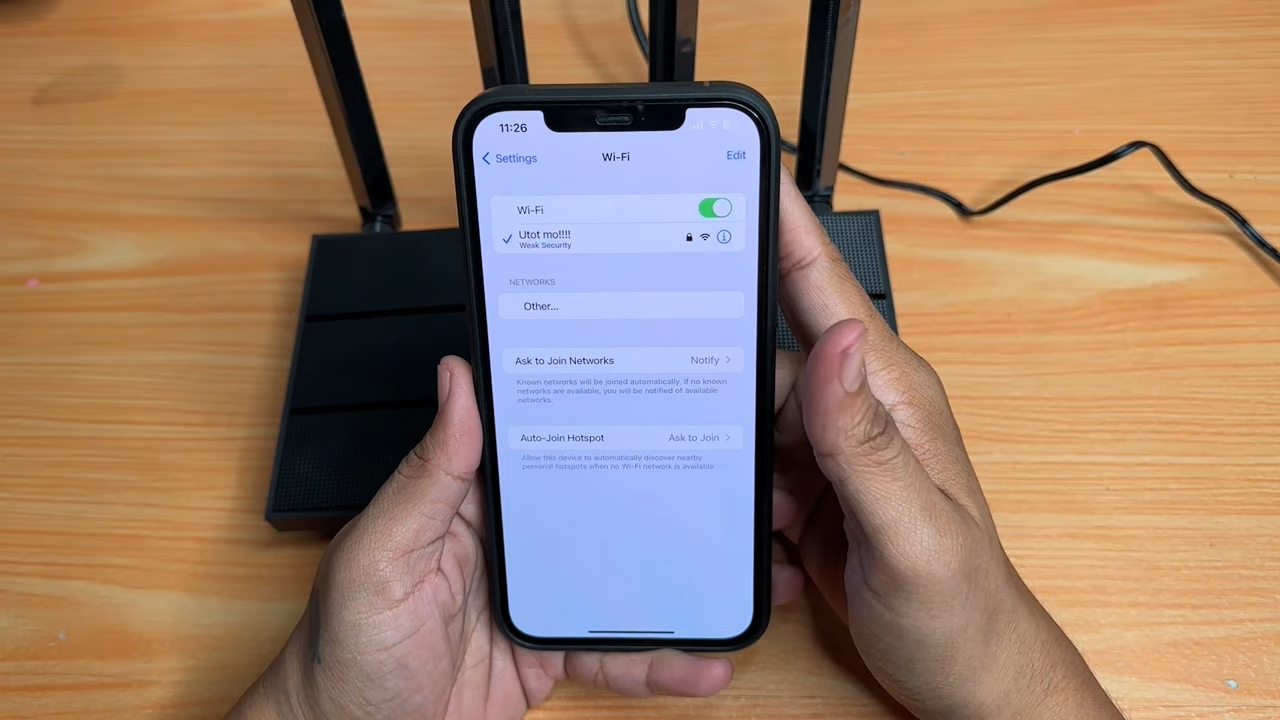 11:26
Settings
Wi-Fi
Edit
Wi-Fi
Utot mo!!!!
Weak Security
NETWORKS
Other...
Ask to Join Networks
Notify
Known networks will be joined automatically. If no known
networks are available, you will be notified of available
networks.
Auto-Join Hotspot
Ask to Join
Allow this device to automatically discover nearby
personal hotspots when no Wi-Fi network is available.